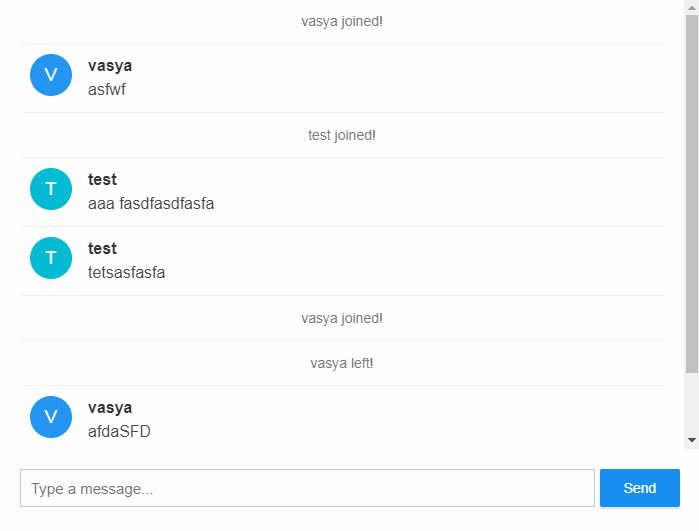 vasya joined!
V
vasya
asfwf
test joined!
T
test
aaa fasdfasdfasfa
T
test
tetsasfasfa
vasya joined!
vasya left!
V
vasya
afdaSFD
Type a message... Send